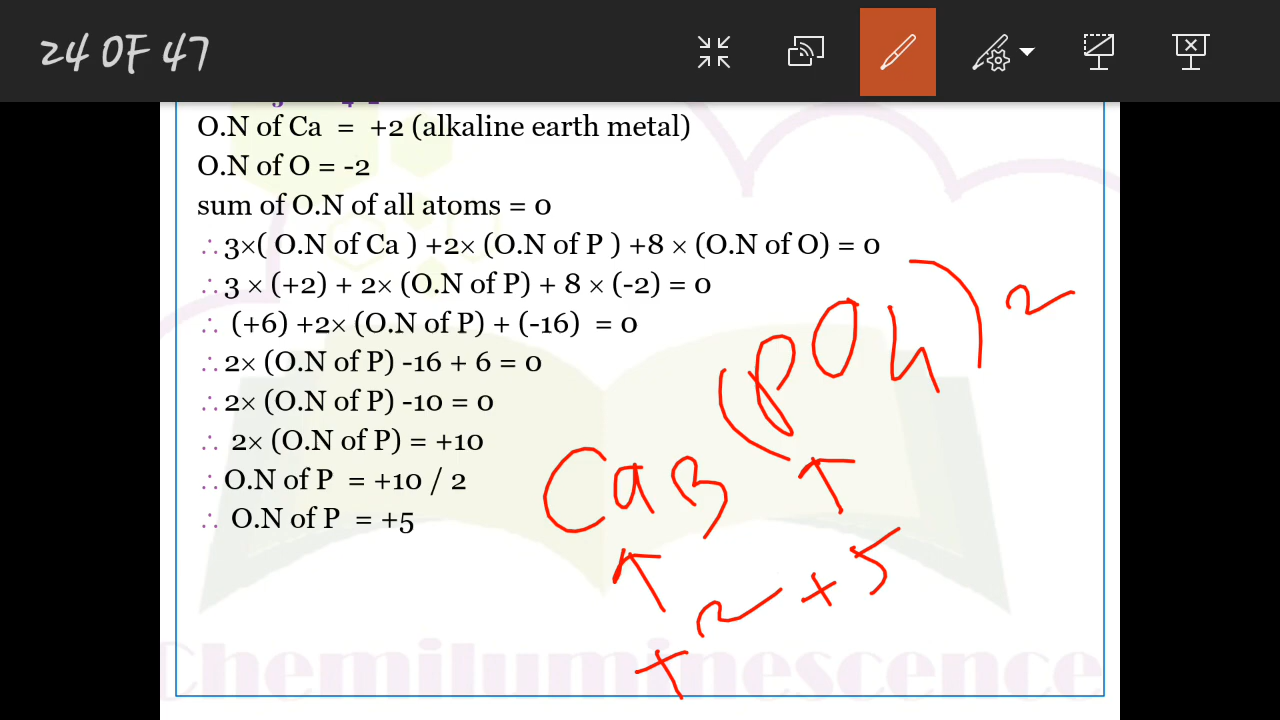 24 OF 47
O.N of Ca = +2 (alkaline earth metal)
O.N of O = -2
sum of O.N of all atoms = 0
∴ 3×( O.N of Ca ) +2× (O.N of P ) +8 × (O.N of O) = 0
∴ 3 × (+2) + 2× (O.N of P) + 8 × (-2) = 0
∴ (+6) +2× (O.N of P) + (-16) = 0
∴ 2× (O.N of P) -16 + 6 = 0
∴ 2× (O.N of P) -10 = 0
∴ 2× (O.N of P) = +10
∴ O.N of P = +10 / 2
∴ O.N of P = +5
Ca3 (PO4)2
+2 +5
Chemiluminescence